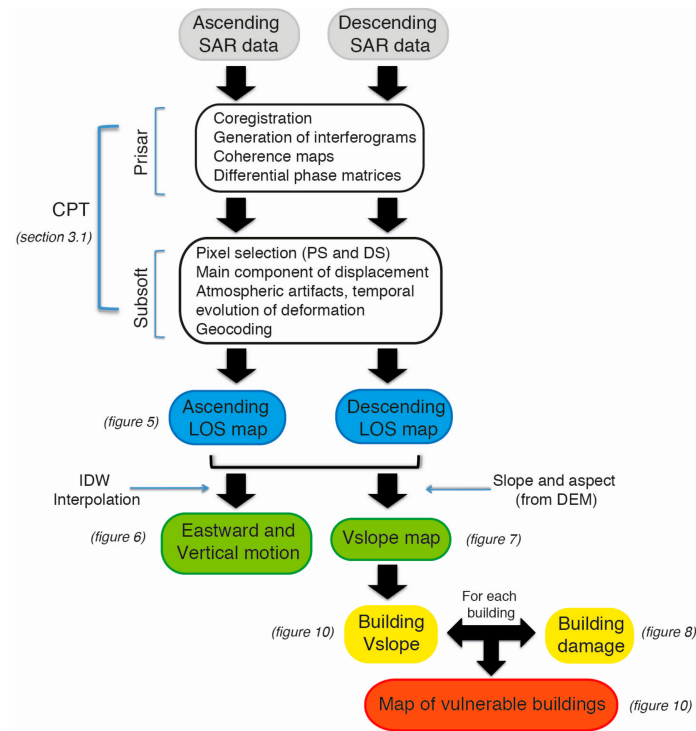 Ascending
SAR data
Descending
SAR data
Prisar
Coregistration
Generation of interferograms
Coherence maps
Differential phase matrices
CPT
(section 3.1)
Subsoft
Pixel selection (PS and DS)
Main component of displacement
Atmospheric artifacts, temporal
evolution of deformation
Geocoding
(figure 5)
Ascending
LOS map
Descending
LOS map
IDW
Interpolation
Slope and aspect
(from DEM)
(figure 6)
Eastward and
Vertical motion
Vslope map
(figure 7)
For each
building
(figure 10)
Building
Vslope
Building
damage
(figure 8)
Map of vulnerable buildings
(figure 10)